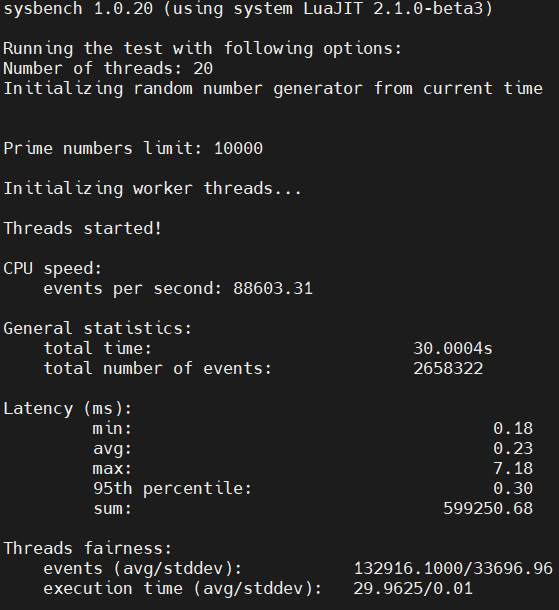 sysbench 1.0.20 (using system LuaJIT 2.1.0-beta3)
Running the test with following options:
Number of threads: 20
Initializing random number generator from current time
Prime numbers limit: 10000
Initializing worker threads...
Threads started!
CPU speed:
events per second: 88603.31
General statistics:
total time: 30.0004s
total number of events: 2658322
Latency (ms):
min: 0.18
avg: 0.23
max: 7.18
95th percentile: 0.30
sum: 599250.68
Threads fairness:
events (avg/stddev): 132916.1000/33696.96
execution time (avg/stddev): 29.9625/0.01